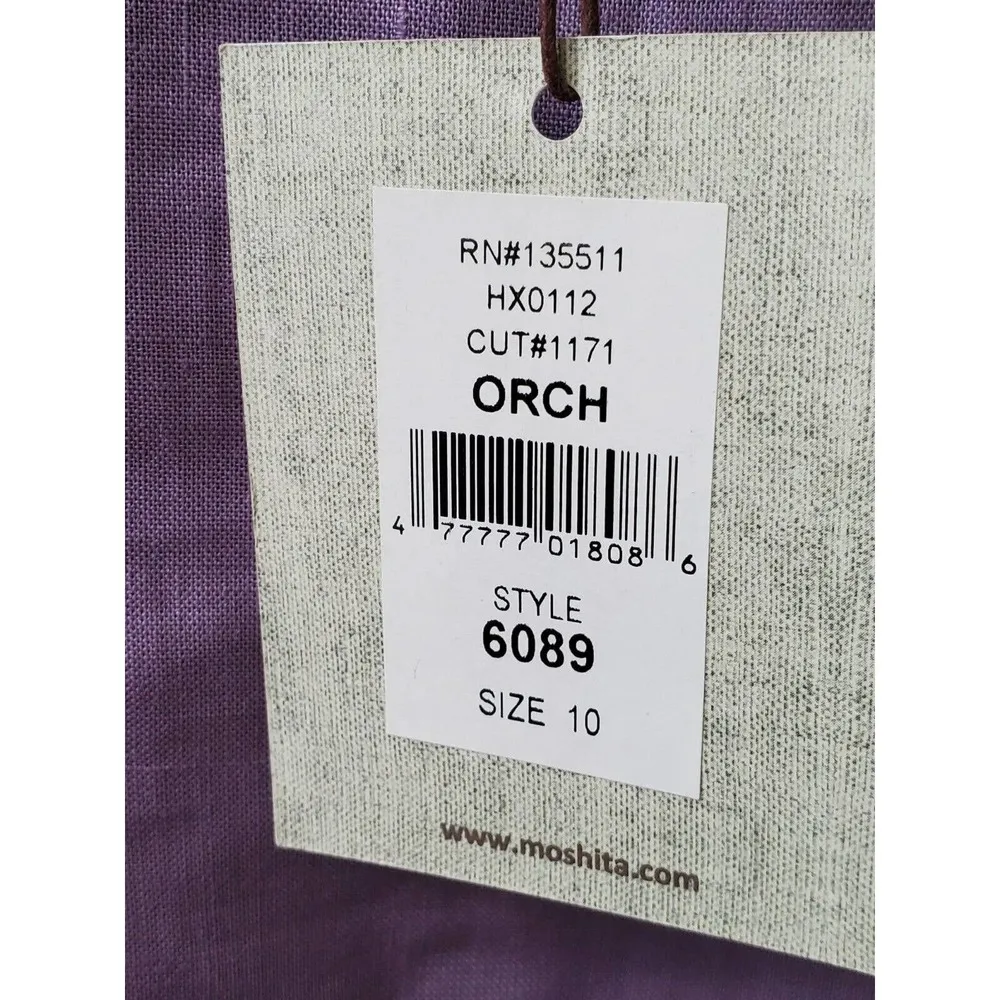 RN#135511
HX0112
CUT#1171
ORCH
4 77777 01808 6
STYLE
6089
SIZE 10
www.moshita.com